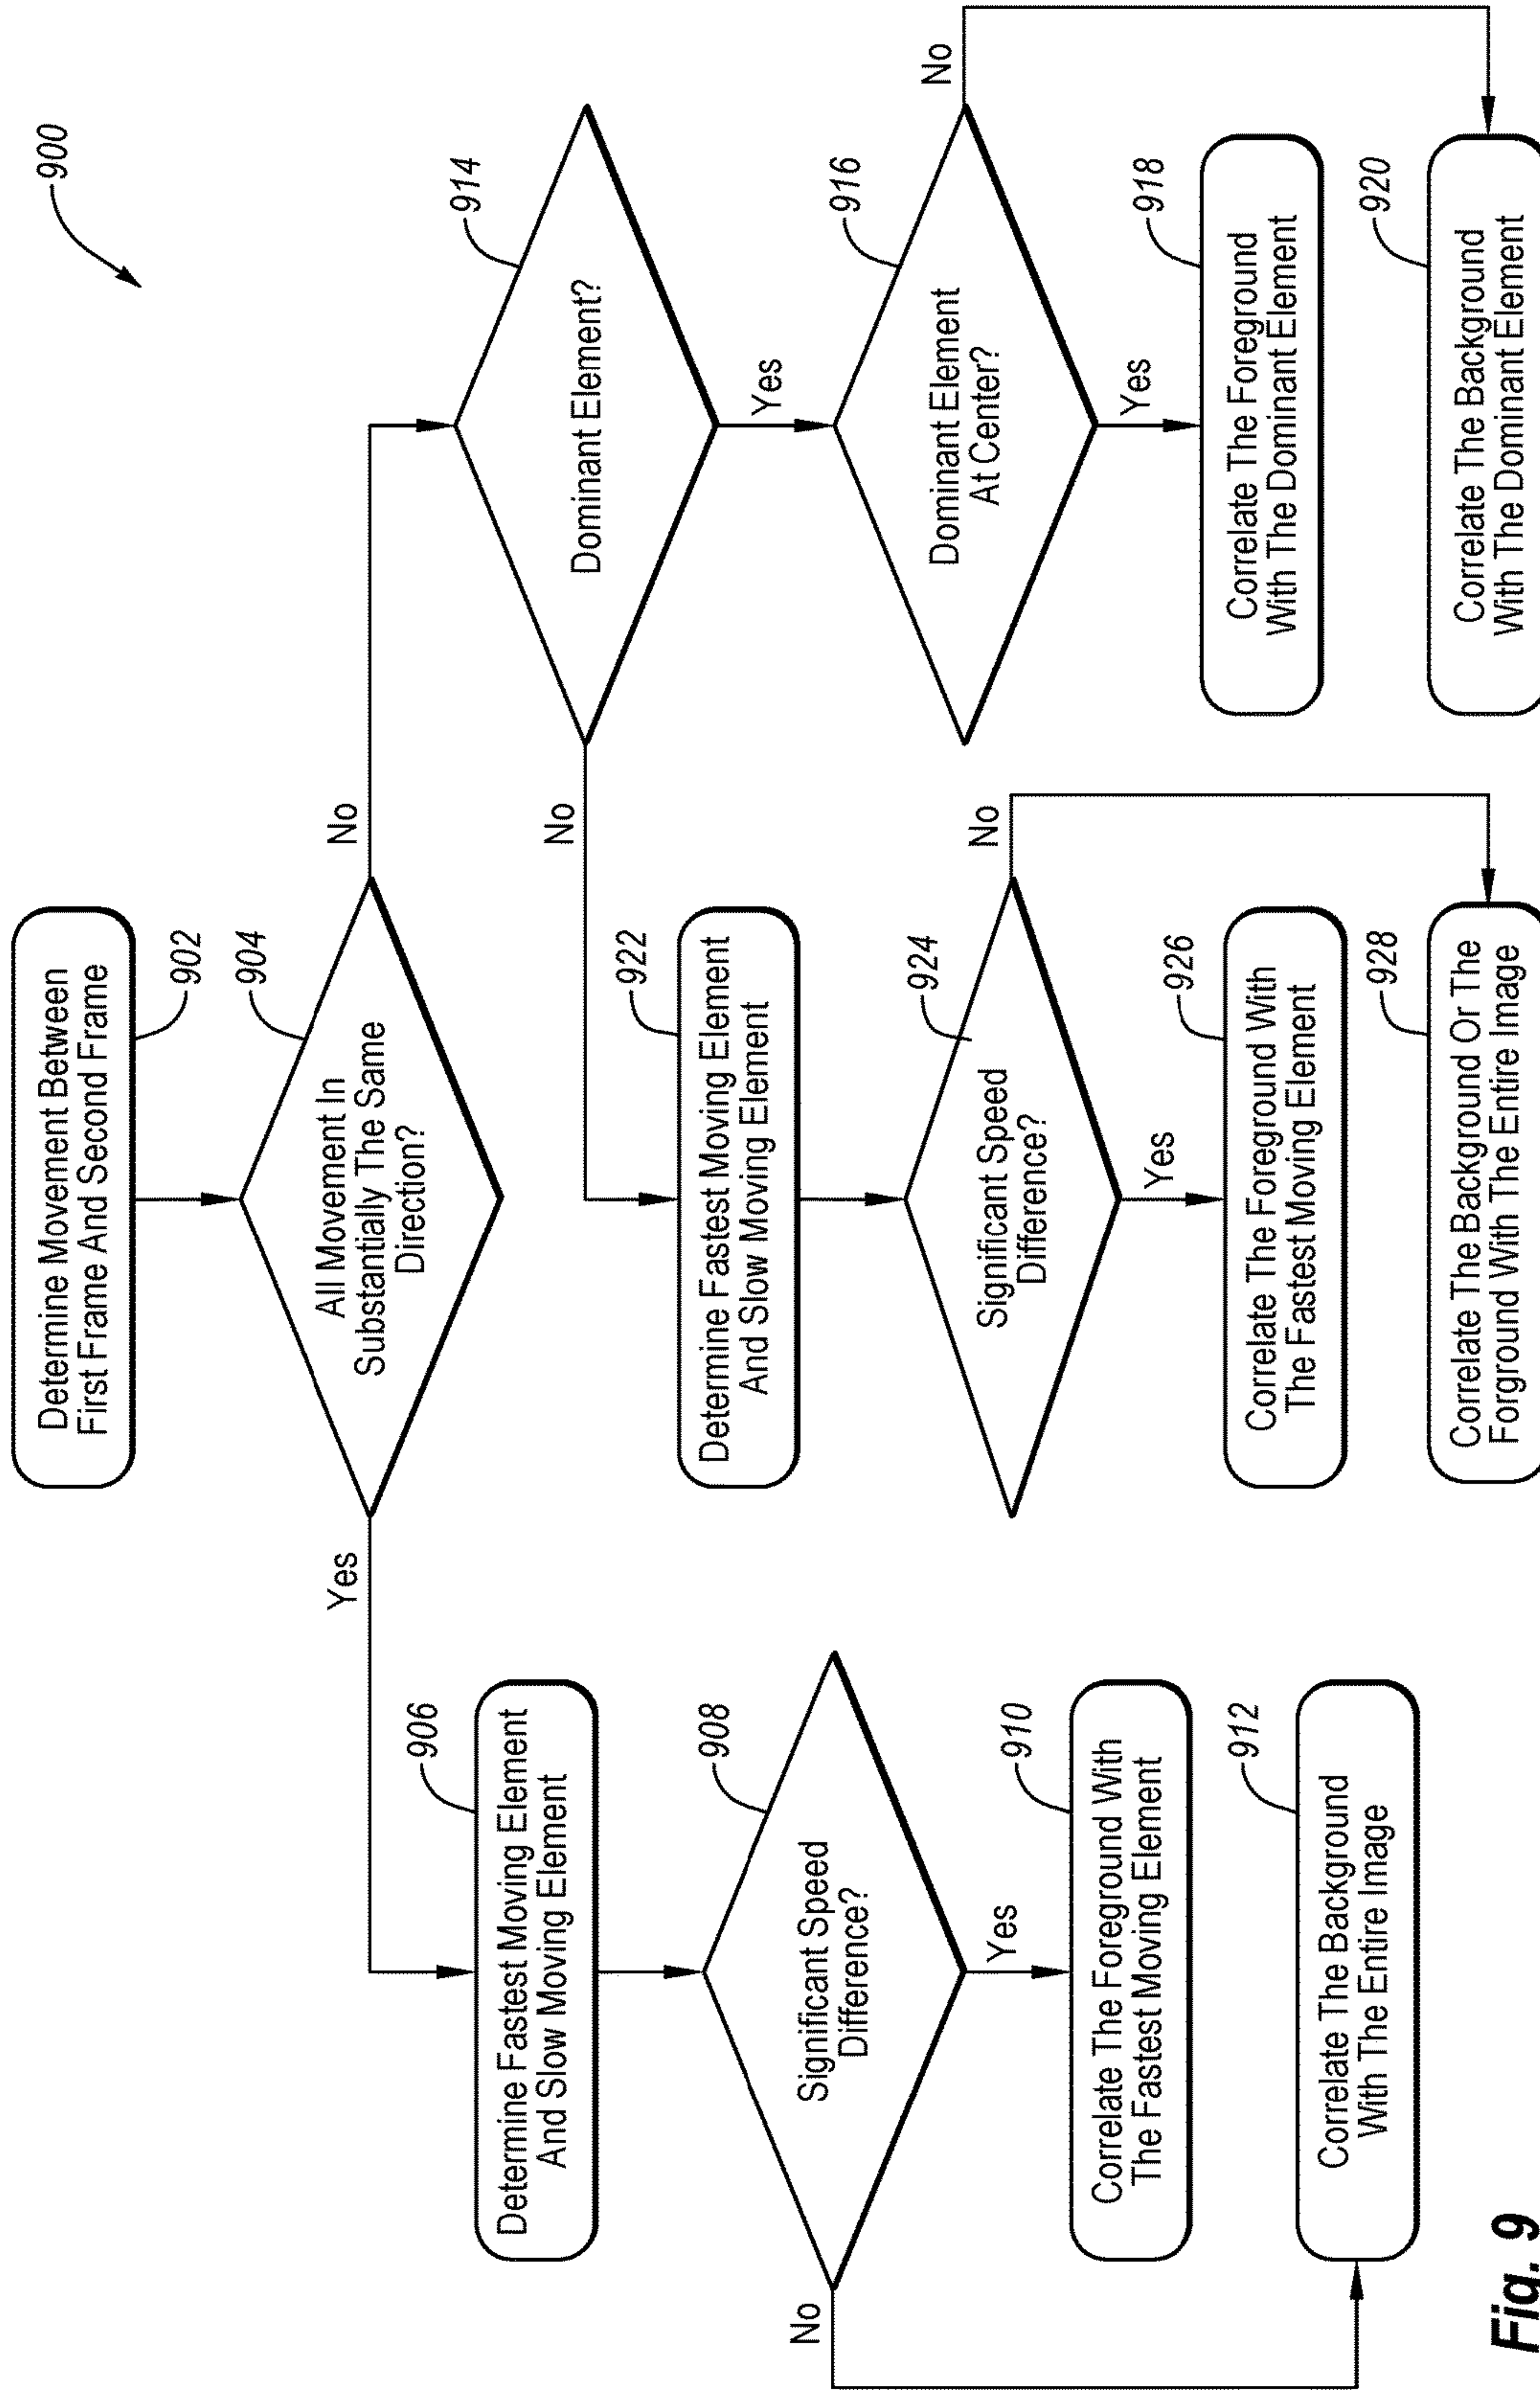 900
Determine Movement Between
First Frame And Second Frame
902
904
All Movement In
Substantially The Same
Direction?
Yes
No
906
Determine Fastest Moving Element
And Slow Moving Element
908
Significant Speed
Difference?
No
Yes
910
Correlate The Foreground With
The Fastest Moving Element
912
Correlate The Background
With The Entire Image
914
Dominant Element?
No
Yes
916
Dominant Element
At Center?
No
Yes
918
Correlate The Foreground
With The Dominant Element
920
Correlate The Background
With The Dominant Element
922
Determine Fastest Moving Element
And Slow Moving Element
924
Significant Speed
Difference?
No
Yes
926
Correlate The Foreground With
The Fastest Moving Element
928
Correlate The Background Or The
Forground With The Entire Image
Fig. 9